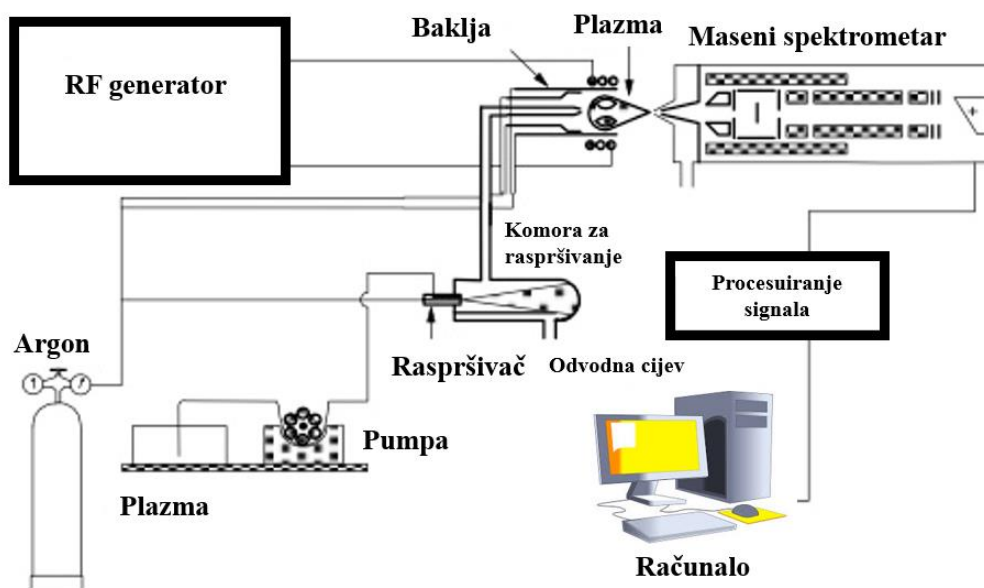 Baklja
Plazma
Maseni spektrometar
RF generator
Komora za
raspršivanje
Procesuiranje
signala
Argon
Raspršivač
Odvodna cijev
Pumpa
Plazma
Računalo